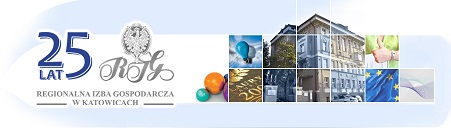 25
LAT
RIG
REGIONALNA IZBA GOSPODARCZA
W KATOWICACH